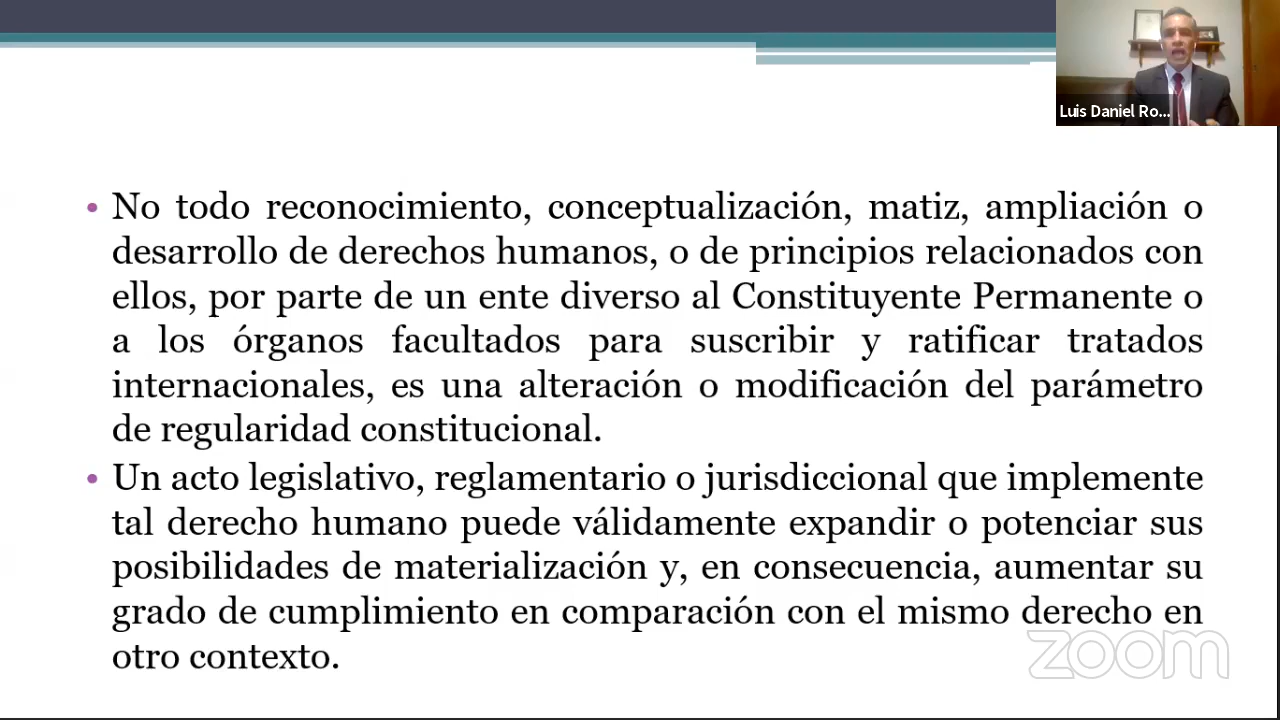 Luis Daniel Ro...
• No todo reconocimiento, conceptualización, matiz, ampliación o
desarrollo de derechos humanos, o de principios relacionados con
ellos, por parte de un ente diverso al Constituyente Permanente o
a los órganos facultados para suscribir y ratificar tratados
internacionales, es una alteración o modificación del parámetro
de regularidad constitucional.
• Un acto legislativo, reglamentario o jurisdiccional que implemente
tal derecho humano puede válidamente expandir o potenciar sus
posibilidades de materialización y, en consecuencia, aumentar su
grado de cumplimiento en comparación con el mismo derecho en
otro contexto.
zoom